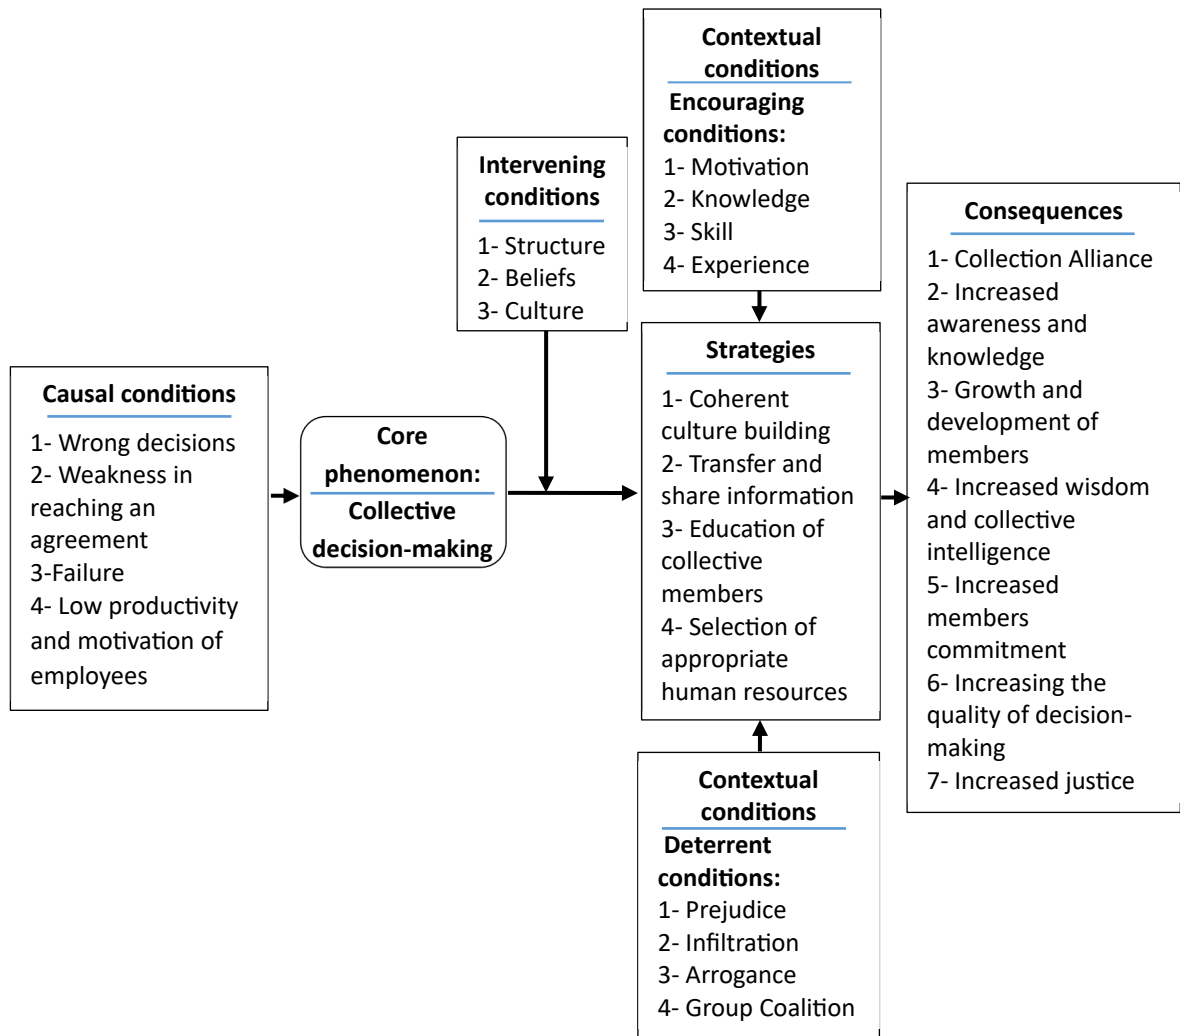 Causal conditions
1- Wrong decisions
2- Weakness in
reaching an
agreement
3-Failure
4- Low productivity
and motivation of
employees
Core
phenomenon:
Collective
decision-making
Intervening
conditions
1- Structure
2- Beliefs
3- Culture
Contextual
conditions
Encouraging
conditions:
1- Motivation
2- Knowledge
3- Skill
4- Experience
Strategies
1- Coherent
culture building
2- Transfer and
share information
3- Education of
collective
members
4- Selection of
appropriate
human resources
Contextual
conditions
Deterrent
conditions:
1- Prejudice
2- Infiltration
3- Arrogance
4- Group Coalition
Consequences
1- Collection Alliance
2- Increased
awareness and
knowledge
3- Growth and
development of
members
4- Increased wisdom
and collective
intelligence
5- Increased
members
commitment
6- Increasing the
quality of decision-
making
7- Increased justice